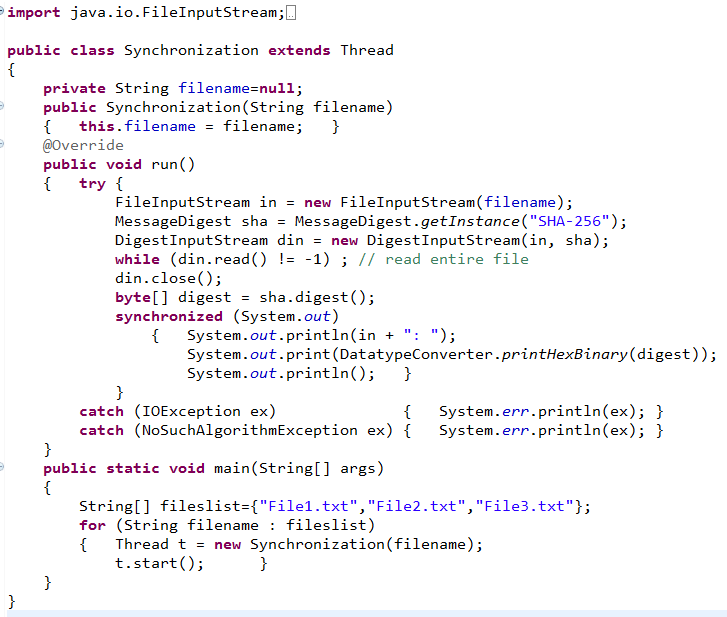 import java.io.FileInputStream;
public class Synchronization extends Thread
{
    private String filename=null;
    public Synchronization(String filename)
    {   this.filename = filename;   }
    @Override
    public void run()
    {   try {
            FileInputStream in = new FileInputStream(filename);
            MessageDigest sha = MessageDigest.getInstance("SHA-256");
            DigestInputStream din = new DigestInputStream(in, sha);
            while (din.read() != -1) ; // read entire file
            din.close();
            byte[] digest = sha.digest();
            synchronized (System.out)
                {   System.out.println(in + ": ");
                    System.out.print(DatatypeConverter.printHexBinary(digest));
                    System.out.println();   }
            }
        catch (IOException ex)              {   System.err.println(ex); }
        catch (NoSuchAlgorithmException ex) {   System.err.println(ex); }
    }
    public static void main(String[] args)
    {
        String[] fileslist={"File1.txt","File2.txt","File3.txt"};
        for (String filename : fileslist)
        {   Thread t = new Synchronization(filename);
            t.start();      }
    }
}